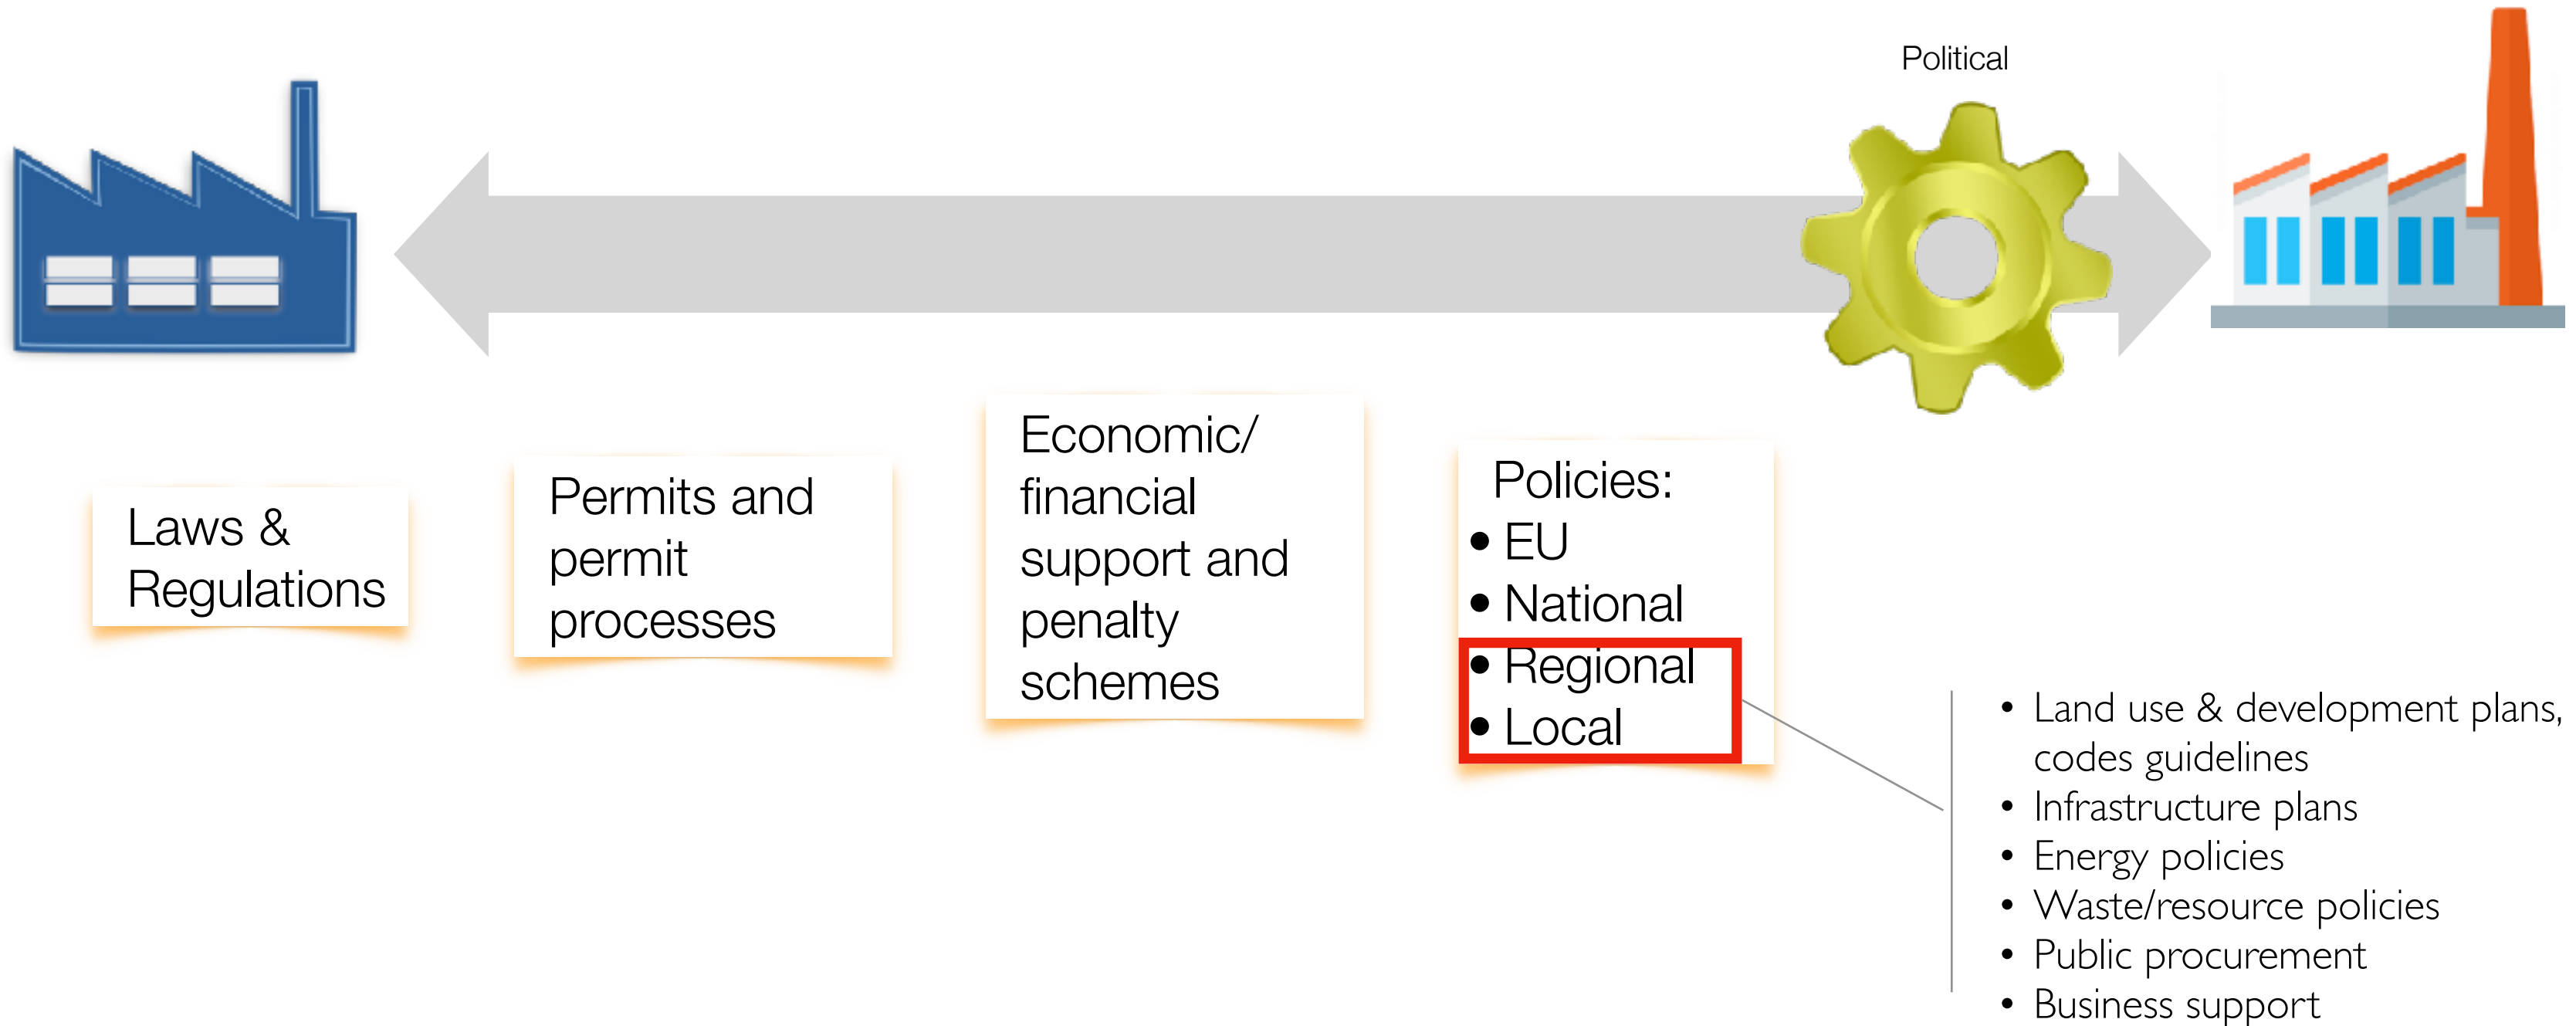 Political
Laws &
Regulations
Permits and
permit
processes
Economic/
financial
support and
penalty
schemes
Policies:
• EU
• National
• Regional
• Local
• Land use & development plans,
codes guidelines
• Infrastructure plans
• Energy policies
• Waste/resource policies
• Public procurement
• Business support